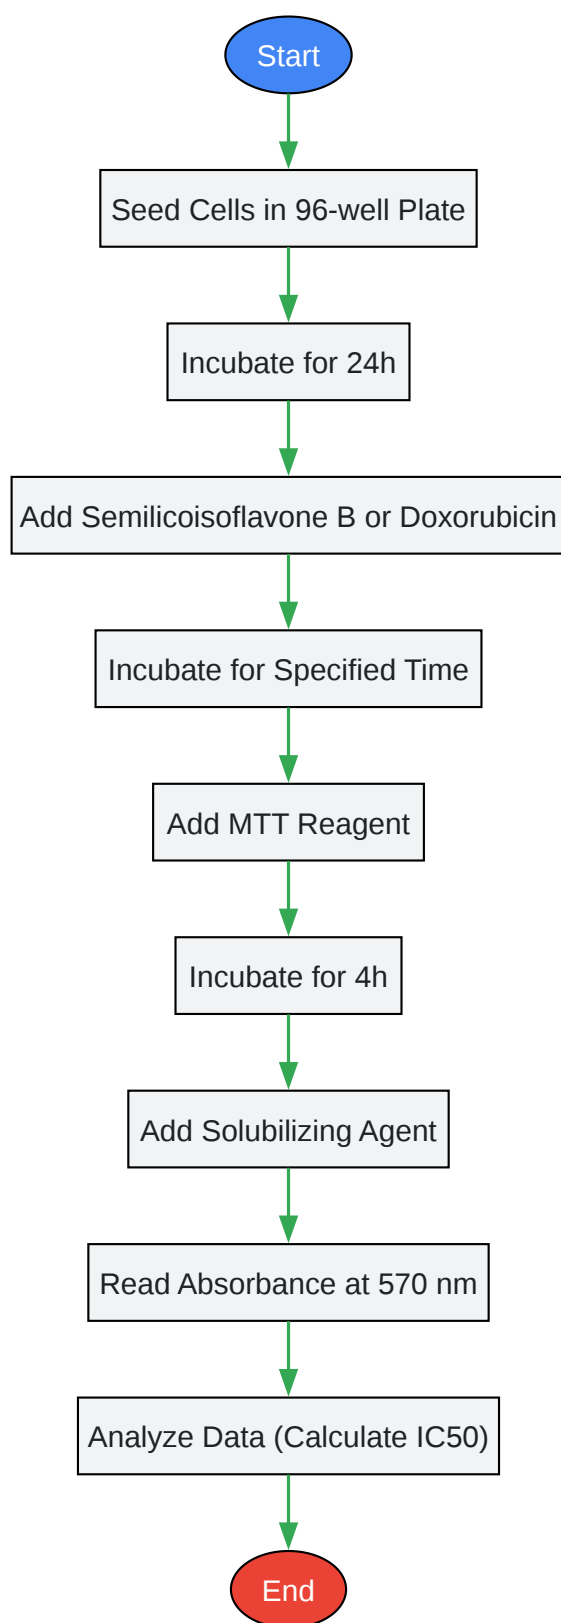 Start
Seed Cells in 96-well Plate
Incubate for 24h
Add Semilicoisoflavone B or Doxorubicin
Incubate for Specified Time
Add MTT Reagent
Incubate for 4h
Add Solubilizing Agent
Read Absorbance at 570 nm
Analyze Data (Calculate IC50)
End